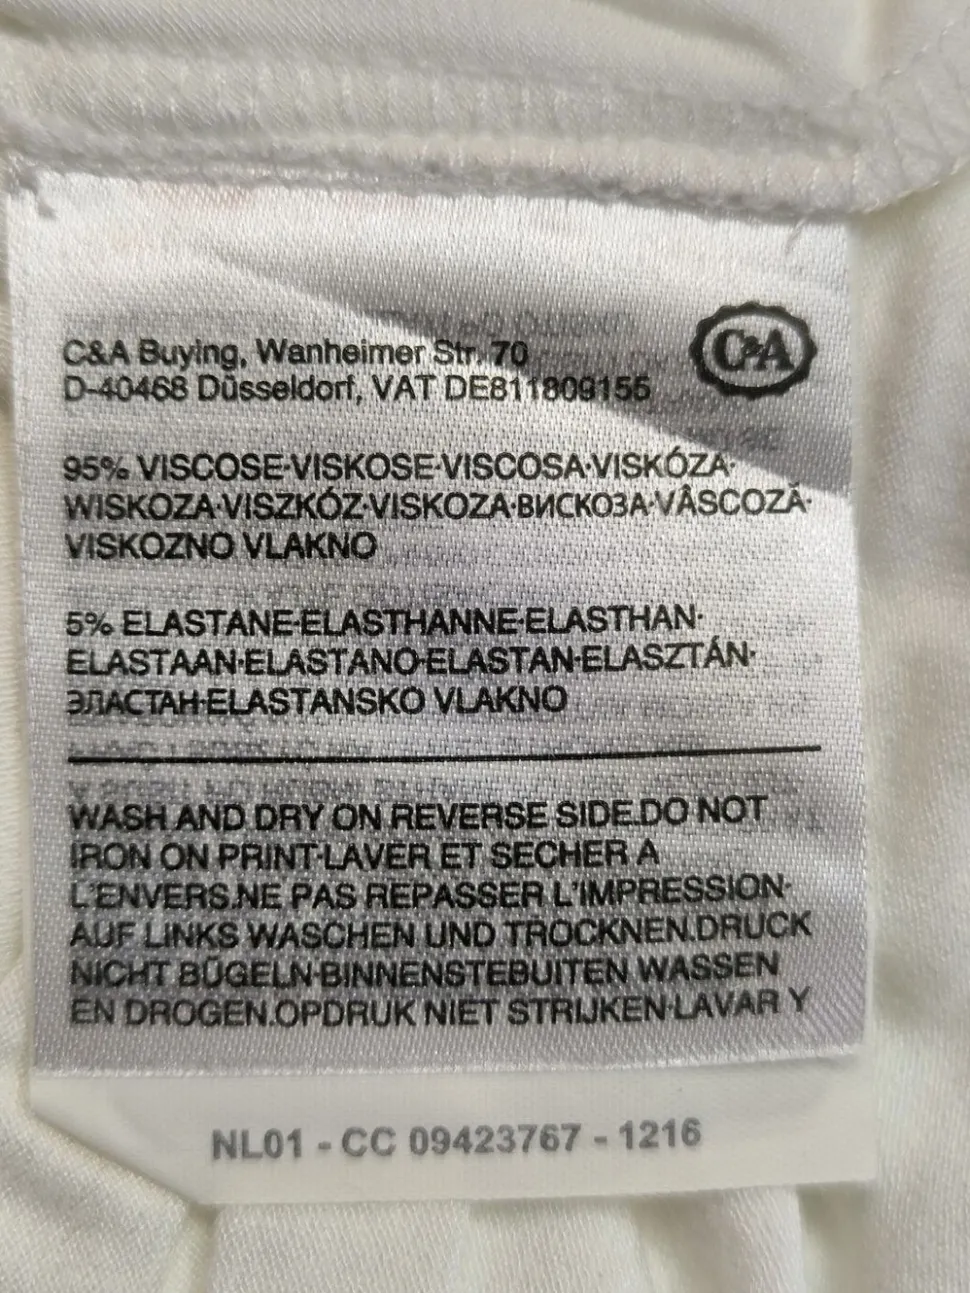 C&A Buying, Wanheimer Str. 70
D-40468 Düsseldorf, VAT DE811809155
C&A
95% VISCOSE·VISKOSE·VISCOSA·VISKÓZA·
WISKOZA·VISZKÓZ·VISKOZA·ВИСКОЗА·VÂSCOZĂ·
VISKOZNO VLAKNO
5% ELASTANE·ELASTHANNE·ELASTHAN·
ELASTAAN·ELASTANO·ELASTAN·ELASZTÁN·
ЭЛАСТАН·ELASTANSKO VLAKNO
WASH AND DRY ON REVERSE SIDE.DO NOT
IRON ON PRINT·LAVER ET SECHER A
L'ENVERS.NE PAS REPASSER L'IMPRESSION·
AUF LINKS WASCHEN UND TROCKNEN.DRUCK
NICHT BÜGELN·BINNENSTEBUITEN WASSEN
EN DROGEN.OPDRUK NIET STRIJKEN·LAVAR Y
NL01 - CC 09423767 - 1216